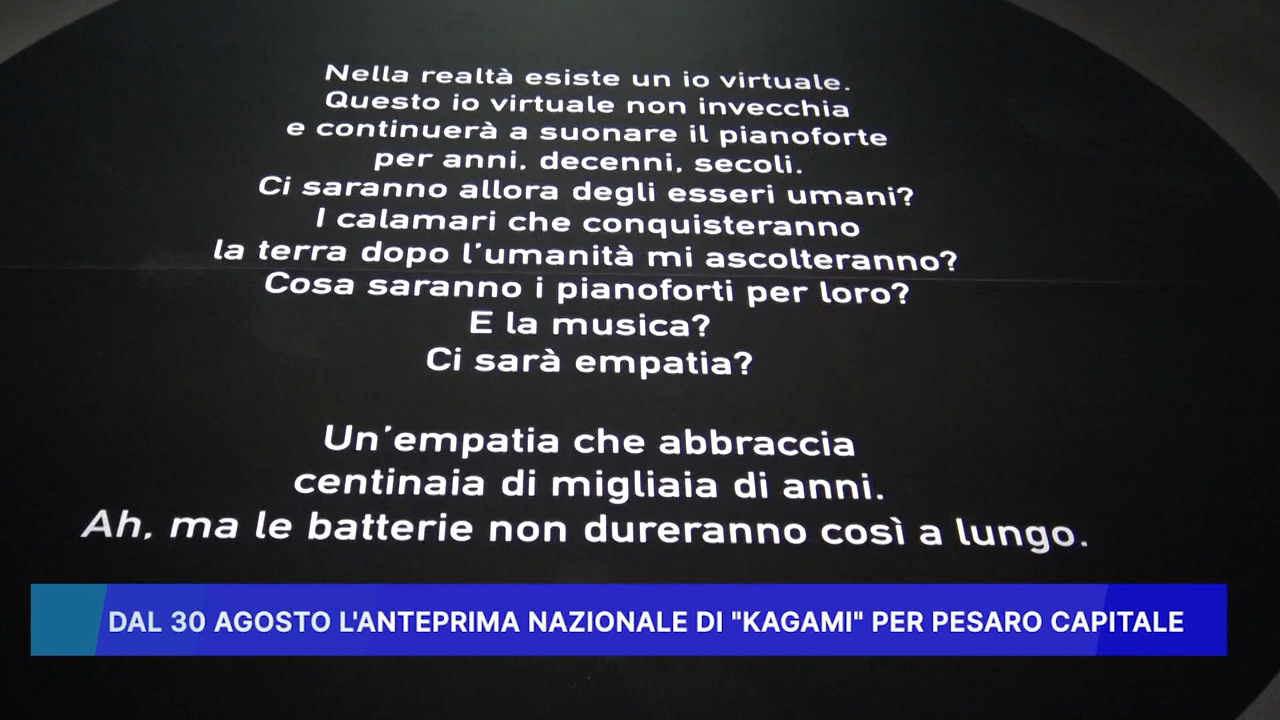 Nella realtà esiste un io virtuale.
Questo io virtuale non invecchia
e continuerà a suonare il pianoforte
per anni, decenni, secoli.
Ci saranno allora degli esseri umani?
I calamari che conquisteranno
la terra dopo l'umanità mi ascolteranno?
Cosa saranno i pianoforti per loro?
E la musica?
Ci sarà empatia?
Un'empatia che abbraccia
centinaia di migliaia di anni.
Ah, ma le batterie non dureranno così a lungo.
DAL 30 AGOSTO L'ANTEPRIMA NAZIONALE DI "KAGAMI" PER PESARO CAPITALE